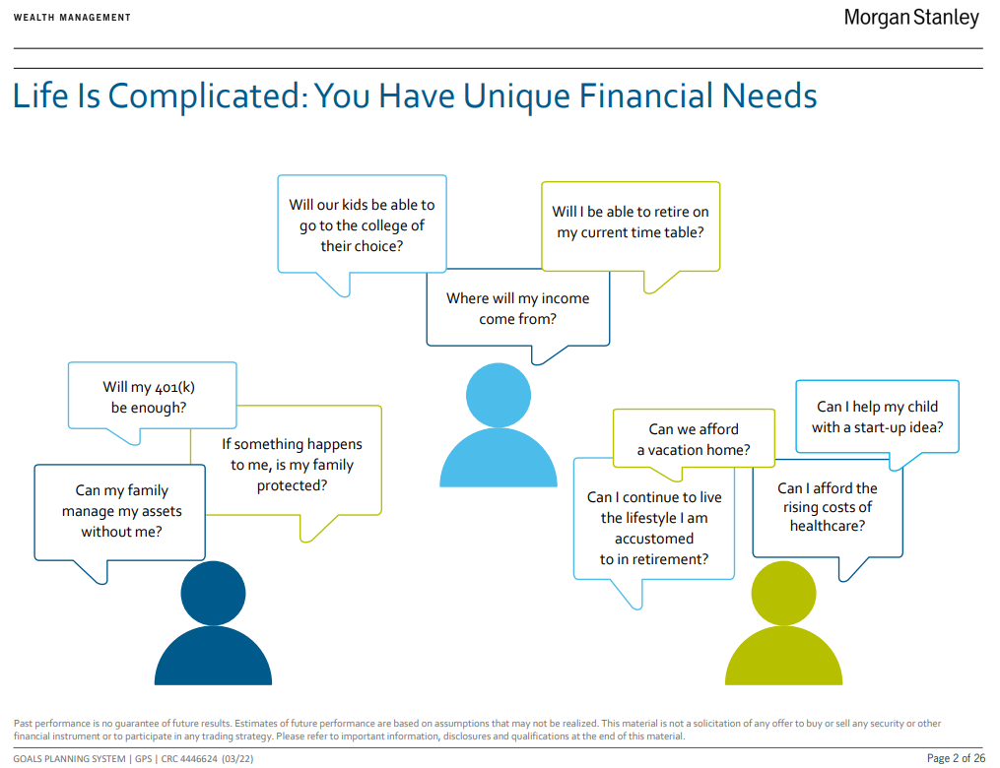 WEALTH MANAGEMENT
Morgan Stanley
Life Is Complicated: You Have Unique Financial Needs
Will our kids be able to
go to the college of
their choice?
Will I be able to retire on
my current time table?
Where will my income
come from?
Will my 401(k)
be enough?
If something happens
to me, is my family
protected?
Can my family
manage my assets
without me?
Can we afford
a vacation home?
Can I help my child
with a start-up idea?
Can I continue to live
the lifestyle I am
accustomed
to in retirement?
Can I afford the
rising costs of
healthcare?
Past performance is no guarantee of future results. Estimates of future performance are based on assumptions that may not be realized. This material is not a solicitation of any offer to buy or sell any security or other
financial instrument or to participate in any trading strategy. Please refer to important information, disclosures and qualifications at the end of this material.
GOALS PLANNING SYSTEM | GPS | CRC 4446624 (03/22)
Page 2 of 26